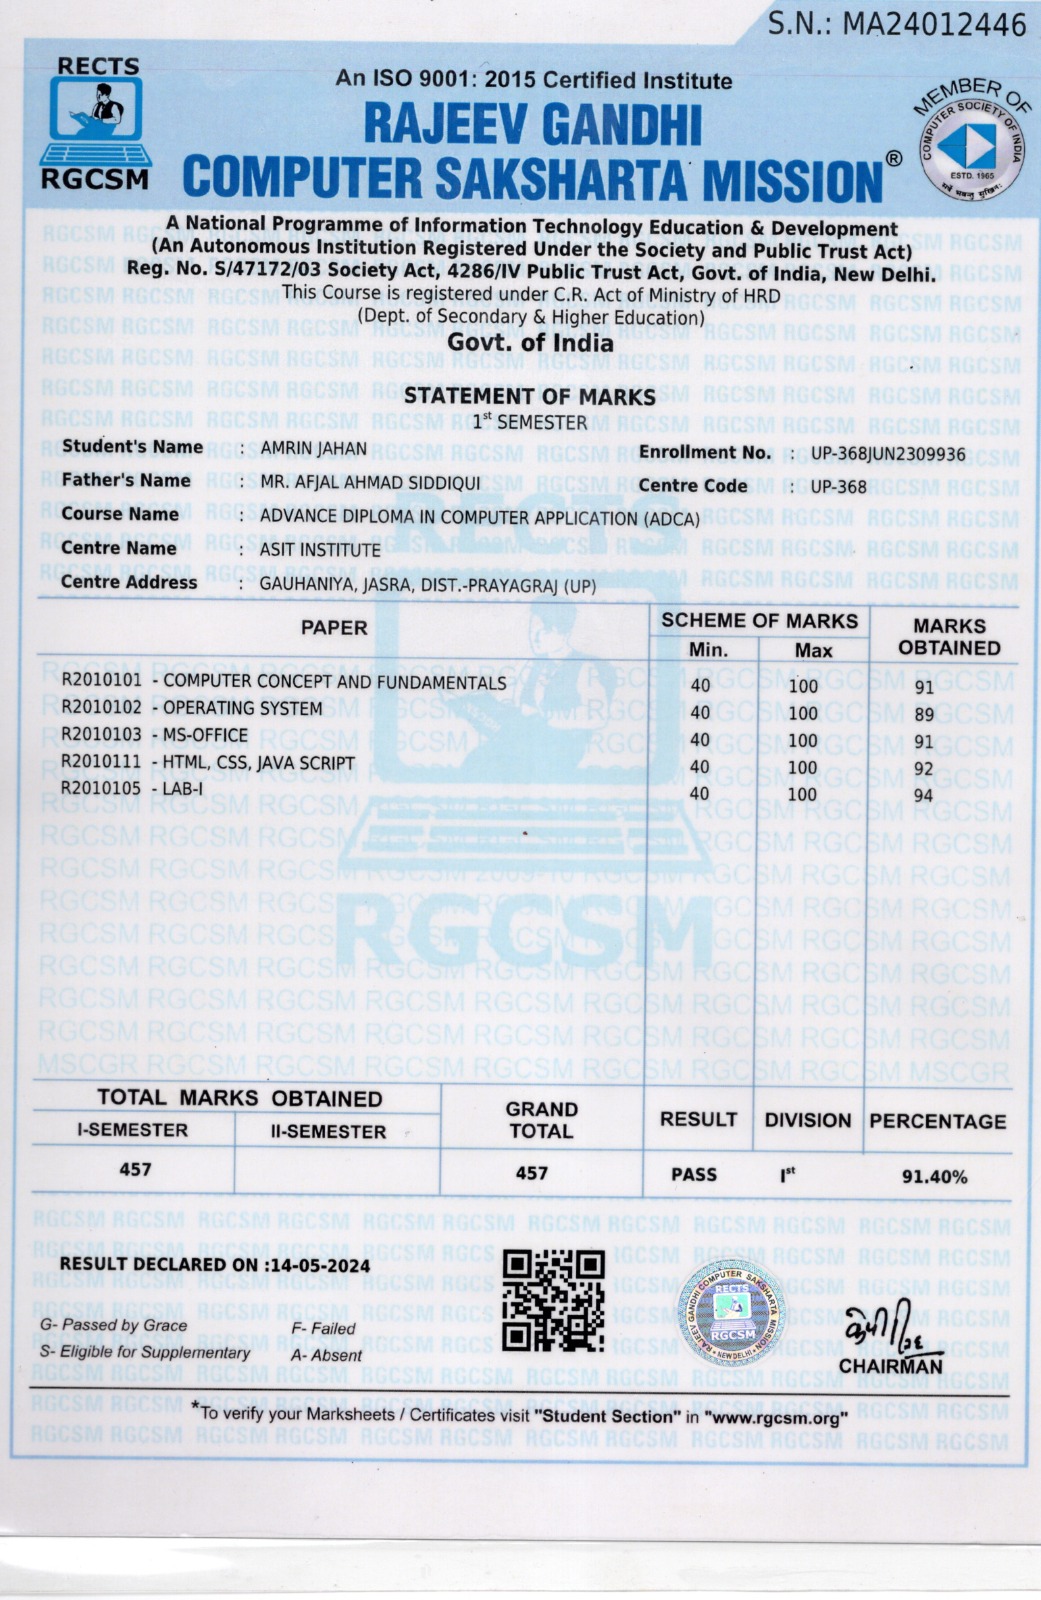 S.N.: MA24012446
RECTS
RGCSM
An ISO 9001: 2015 Certified Institute
RAJEEV GANDHI
COMPUTER SAKSHARTA MISSION®
MEMBER OF
COMPUTER SOCIETY OF INDIA
ESTD. 1965
A National Programme of Information Technology Education & Development
(An Autonomous Institution Registered Under the Society and Public Trust Act)
Reg. No. S/47172/03 Society Act, 4286/IV Public Trust Act, Govt. of India, New Delhi.
This Course is registered under C.R. Act of Ministry of HRD
(Dept. of Secondary & Higher Education)
Govt. of India
STATEMENT OF MARKS
1st SEMESTER
Student's Name : AMRIN JAHAN Enrollment No. : UP-368JUN2309936
Father's Name : MR. AFJAL AHMAD SIDDIQUI Centre Code : UP-368
Course Name : ADVANCE DIPLOMA IN COMPUTER APPLICATION (ADCA)
Centre Name : ASIT INSTITUTE
Centre Address : GAUHANIYA, JASRA, DIST.-PRAYAGRAJ (UP)
PAPER SCHEME OF MARKS MARKS OBTAINED
Min. Max
R2010101 - COMPUTER CONCEPT AND FUNDAMENTALS 40 100 91
R2010102 - OPERATING SYSTEM 40 100 89
R2010103 - MS-OFFICE 40 100 91
R2010111 - HTML, CSS, JAVA SCRIPT 40 100 92
R2010105 - LAB-I 40 100 94
TOTAL MARKS OBTAINED GRAND TOTAL RESULT DIVISION PERCENTAGE
I-SEMESTER II-SEMESTER
457 457 PASS Ist 91.40%
RESULT DECLARED ON :14-05-2024
G- Passed by Grace F- Failed
S- Eligible for Supplementary A- Absent
RAJEEV GANDHI COMPUTER SAKSHARTA MISSION
RECTS
RGCSM
NEW DELHI
CHAIRMAN
*To verify your Marksheets / Certificates visit "Student Section" in "www.rgcsm.org"